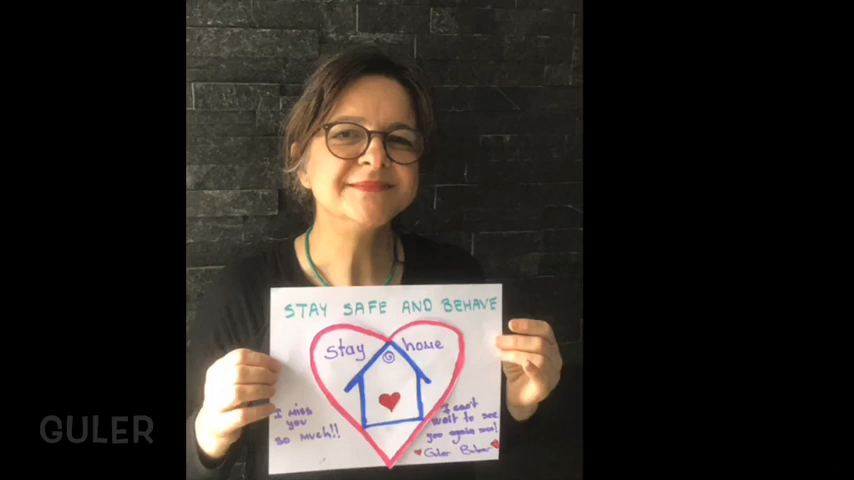 STAY SAFE AND BEHAVE
stay home
I miss
you
so much!!
I can't
wait to see
you again soon!
Guler
GULER